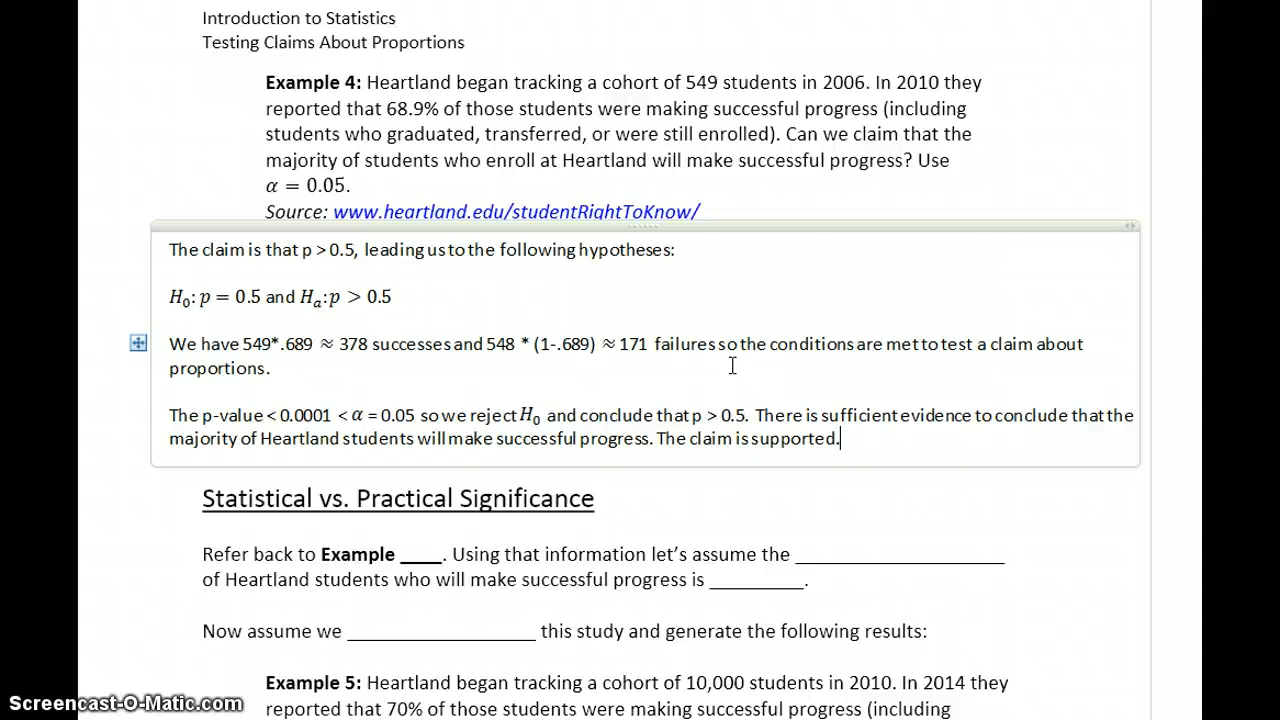 Introduction to Statistics
Testing Claims About Proportions
Example 4: Heartland began tracking a cohort of 549 students in 2006. In 2010 they
reported that 68.9% of those students were making successful progress (including
students who graduated, transferred, or were still enrolled). Can we claim that the
majority of students who enroll at Heartland will make successful progress? Use
α = 0.05.
Source: www.heartland.edu/studentRightToKnow/
The claim is that p > 0.5, leading us to the following hypotheses:
H₀: p = 0.5 and Hₐ: p > 0.5
We have 549*.689 ≈ 378 successes and 548 * (1-.689) ≈ 171 failures so the conditions are met to test a claim about
proportions.
The p-value < 0.0001 < α = 0.05 so we reject H₀ and conclude that p > 0.5. There is sufficient evidence to conclude that the
majority of Heartland students will make successful progress. The claim is supported.
Statistical vs. Practical Significance
Refer back to Example ____. Using that information let's assume the ____________________
of Heartland students who will make successful progress is _________.
Now assume we __________________ this study and generate the following results:
Example 5: Heartland began tracking a cohort of 10,000 students in 2010. In 2014 they
reported that 70% of those students were making successful progress (including
Screencast-O-Matic.com